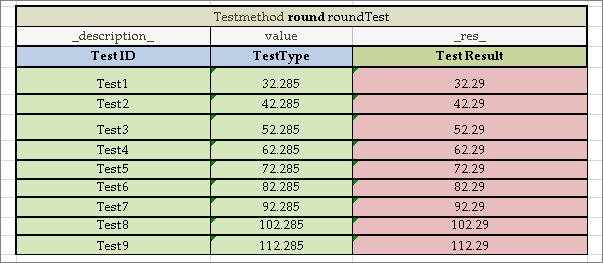 Testmethod round roundTest
_description_ value _res_
Test ID TestType Test Result
Test1 32.285 32.29
Test2 42.285 42.29
Test3 52.285 52.29
Test4 62.285 62.29
Test5 72.285 72.29
Test6 82.285 82.29
Test7 92.285 92.29
Test8 102.285 102.29
Test9 112.285 112.29